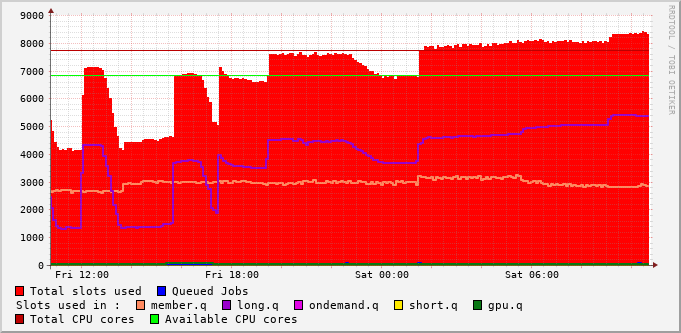 9000
8000
7000
6000
5000
4000
3000
2000
1000
0
Fri 12:00 Fri 18:00 Sat 00:00 Sat 06:00
RRDTOOL / TOBI OETIKER
Total slots used Queued Jobs
Slots used in : member.q long.q ondemand.q short.q gpu.q
Total CPU cores Available CPU cores